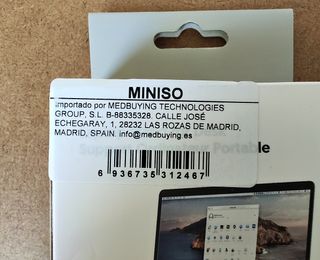 MINISO
Importado por MEDBUYING TECHNOLOGIES
GROUP, S.L. B-88335328. CALLE JOSÉ
ECHEGARAY, 1, 28232 LAS ROZAS DE MADRID,
MADRID, SPAIN. info@medbuying.es
Portable
6 936735 312467